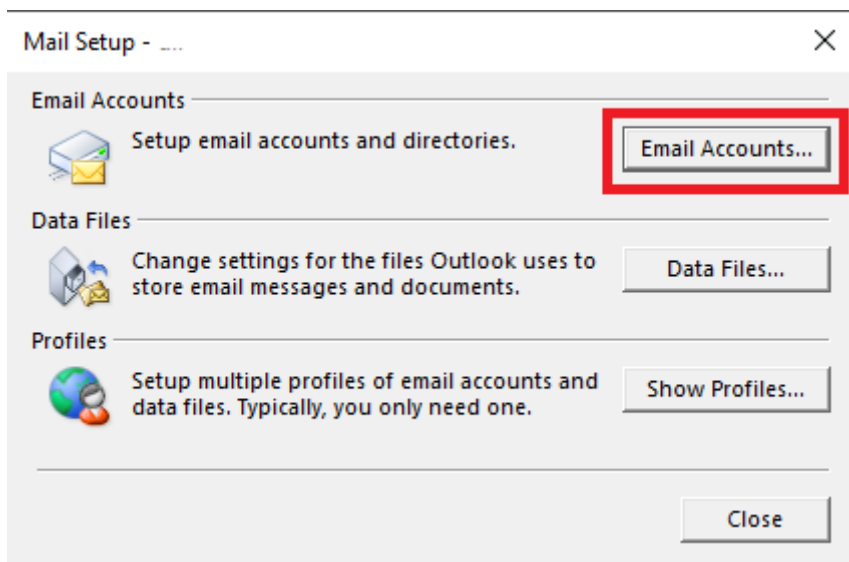 Mail Setup -
Email Accounts
Setup email accounts and directories.
Email Accounts...
Data Files
Change settings for the files Outlook uses to
store email messages and documents.
Data Files...
Profiles
Setup multiple profiles of email accounts and
data files. Typically, you only need one.
Show Profiles...
Close